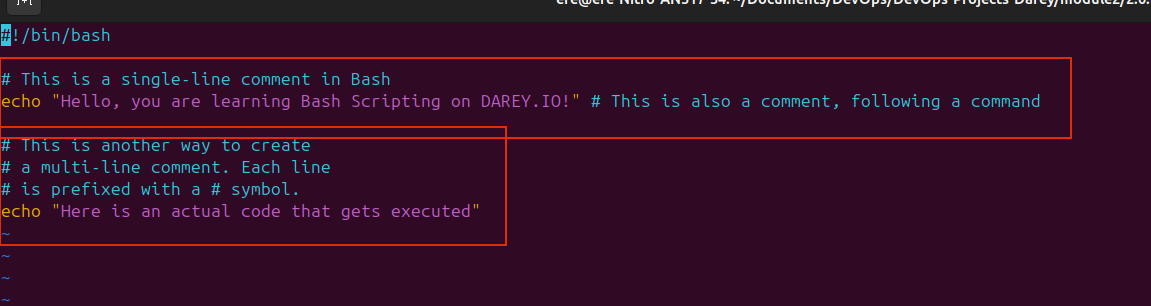 #!/bin/bash
# This is a single-line comment in Bash
echo "Hello, you are learning Bash Scripting on DAREY.IO!" # This is also a comment, following a command
# This is another way to create
# a multi-line comment. Each line
# is prefixed with a # symbol.
echo "Here is an actual code that gets executed"
~
~
~
~